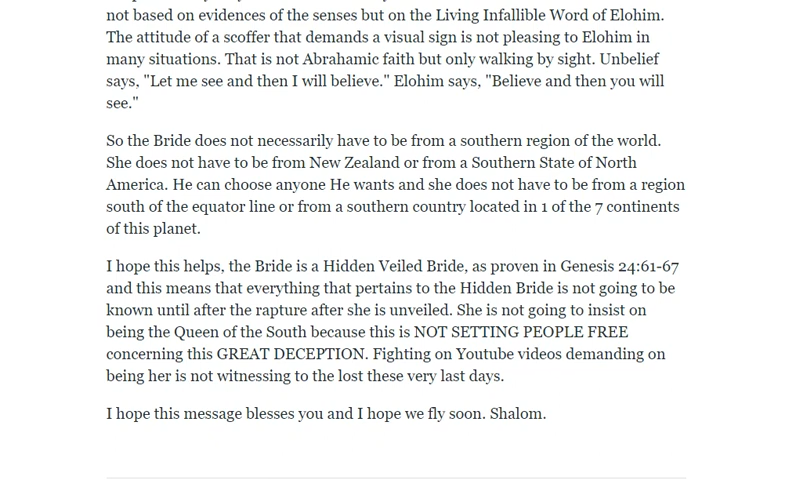 not based on evidences of the senses but on the Living Infallible Word of Elohim.
The attitude of a scoffer that demands a visual sign is not pleasing to Elohim in
many situations. That is not Abrahamic faith but only walking by sight. Unbelief
says, "Let me see and then I will believe." Elohim says, "Believe and then you will
see."
So the Bride does not necessarily have to be from a southern region of the world.
She does not have to be from New Zealand or from a Southern State of North
America. He can choose anyone He wants and she does not have to be from a region
south of the equator line or from a southern country located in 1 of the 7 continents
of this planet.
I hope this helps, the Bride is a Hidden Veiled Bride, as proven in Genesis 24:61-67
and this means that everything that pertains to the Hidden Bride is not going to be
known until after the rapture after she is unveiled. She is not going to insist on
being the Queen of the South because this is NOT SETTING PEOPLE FREE
concerning this GREAT DECEPTION. Fighting on Youtube videos demanding on
being her is not witnessing to the lost these very last days.
I hope this message blesses you and I hope we fly soon. Shalom.